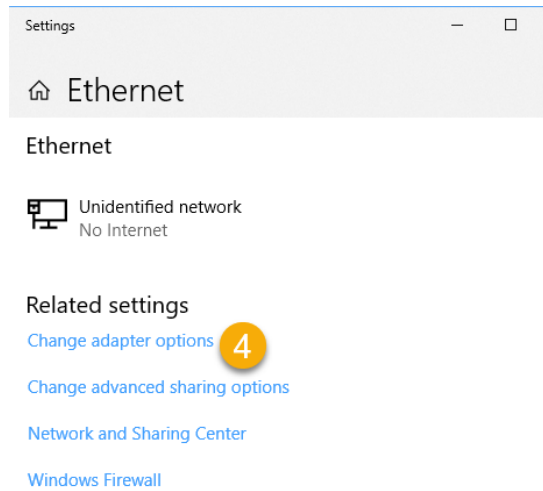 Settings
Ethernet
Ethernet
Unidentified network
No Internet
Related settings
Change adapter options 4
Change advanced sharing options
Network and Sharing Center
Windows Firewall